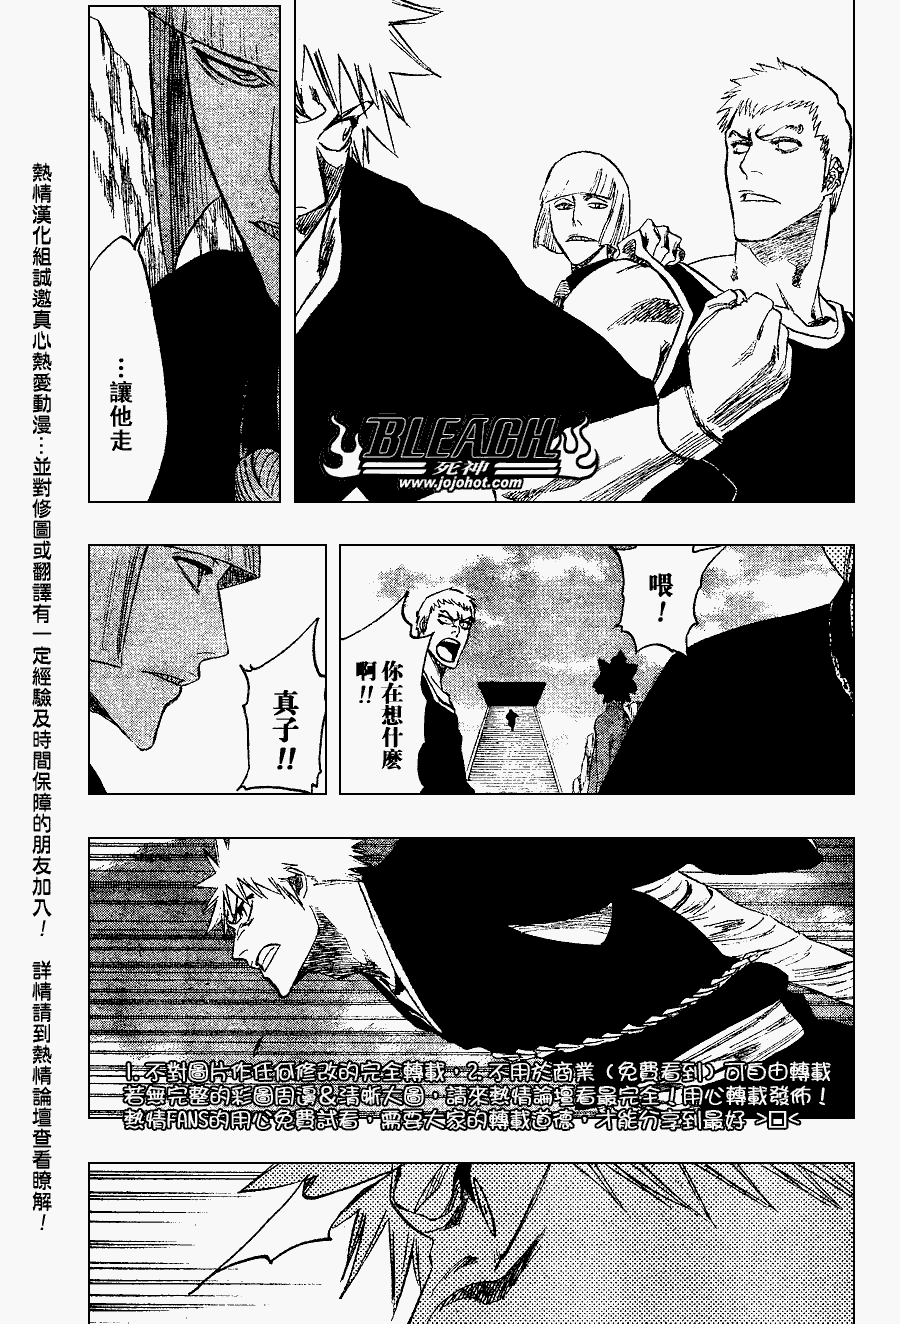 熱情漢化組誠邀真心熱愛動漫…並對修圖或翻譯有一定經驗及時間保障的朋友加入！ 詳情請到熱情論壇查看瞭解！
…讓他走
BLEACH
死神
www.jojohot.com
喂！
你在想什麽
啊!!
真子!!
1. 不對圖片作任何修改的完全轉載，2. 不用於商業（免費看到）可自由轉載
若無完整的彩圖周邊&清晰大圖，請來熱情論壇看最完全！用心轉載發佈！
熱情FANS的用心免費試看，需要大家的轉載道德，才能分享到最好 >口<